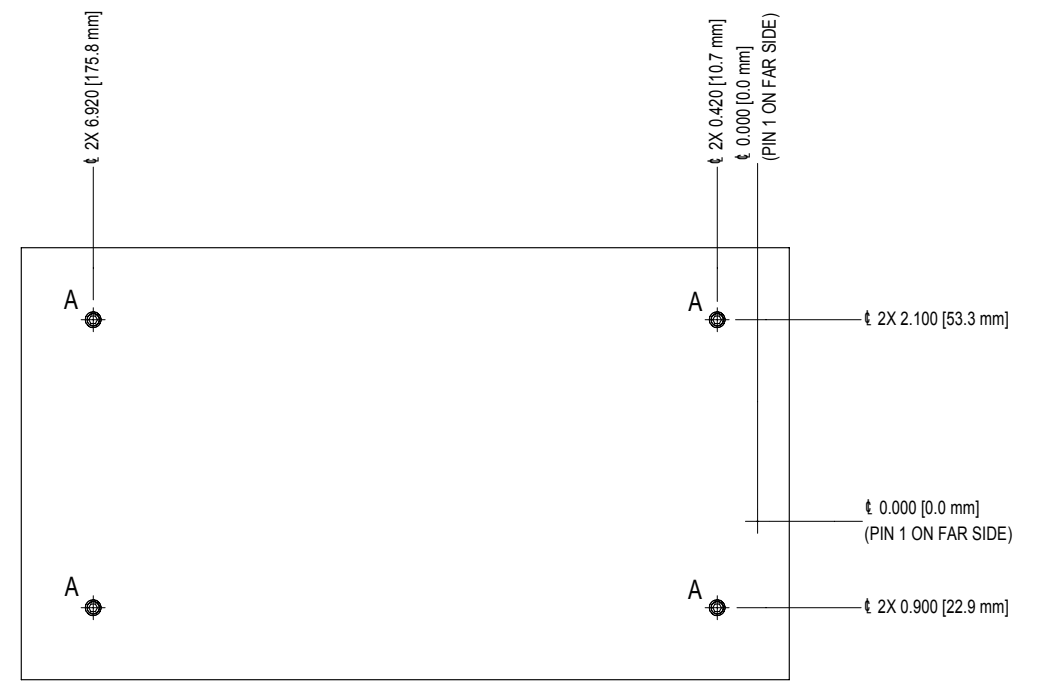 ℄ 2X 6.920 [175.8 mm]
℄ 2X 0.420 [10.7 mm]
℄ 0.000 [0.0 mm]
(PIN 1 ON FAR SIDE)
A
A
℄ 2X 2.100 [53.3 mm]
℄ 0.000 [0.0 mm]
(PIN 1 ON FAR SIDE)
A
A
℄ 2X 0.900 [22.9 mm]